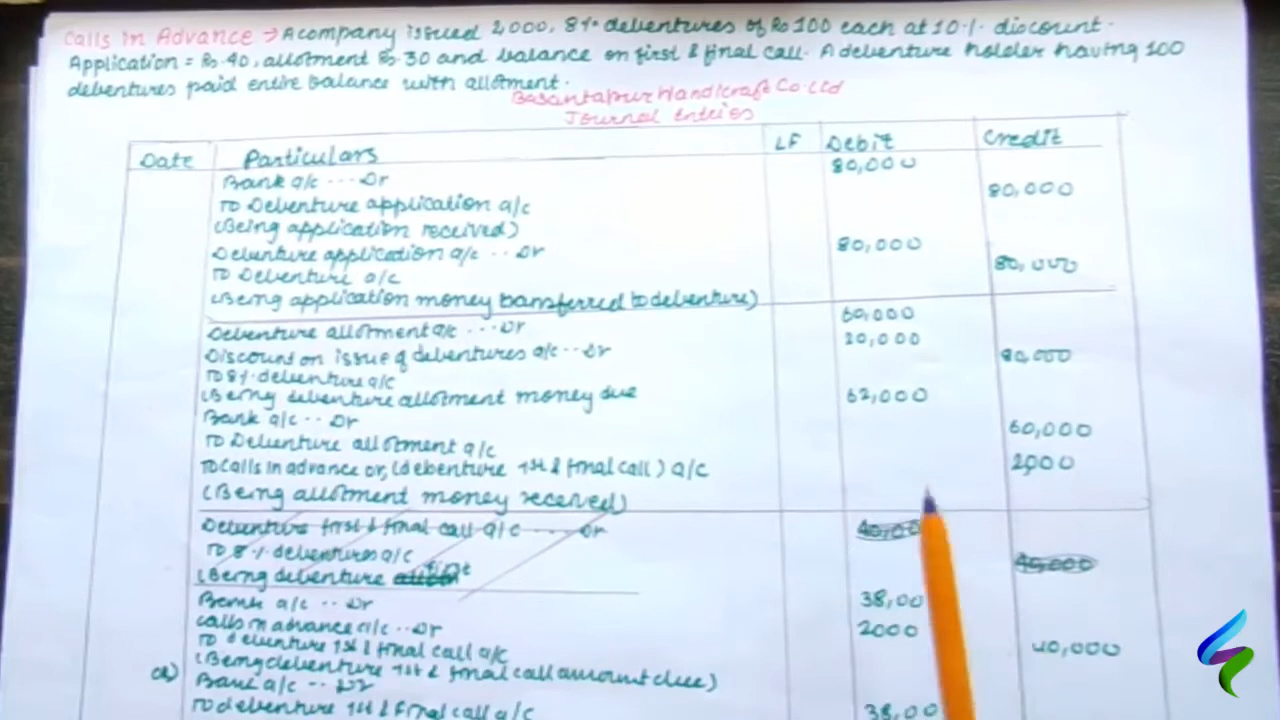 Calls in Advance → A company issued 2,000, 8% debentures of Rs 100 each at 10% discount.
Application = Rs. 40, allotment Rs. 30 and balance on first & final call. A debenture holder having 100
debentures paid entire balance with allotment.
Basantapur Handicraft Co. Ltd
Journal Entries
Date Particulars LF Debit Credit
Bank a/c ... Dr 80,000
To Debenture application a/c 80,000
(Being application received)
Debenture application a/c .. Dr 80,000
To Debenture a/c 80,000
(Being application money transferred to debenture)
Debenture allotment a/c ... Dr 60,000
Discount on issue of debentures a/c .. Dr 20,000
To 8% debenture a/c 80,000
(Being debenture allotment money due
Bank a/c .. Dr 62,000
To Debenture allotment a/c 60,000
To calls in advance or, (debenture 1st & final call) a/c 2000
(Being allotment money received)
Debenture first & final call a/c ..... Dr 40,00
To 8% debentures a/c 40,000
(Being debenture
Bank a/c .. Dr 38,00
calls in advance a/c .. Dr 2000
To debenture 1st & final call a/c 40,000
(Being debenture 1st & final call amount due)
OR) Bank a/c .. Dr
To debenture 1st & final call a/c 38,00